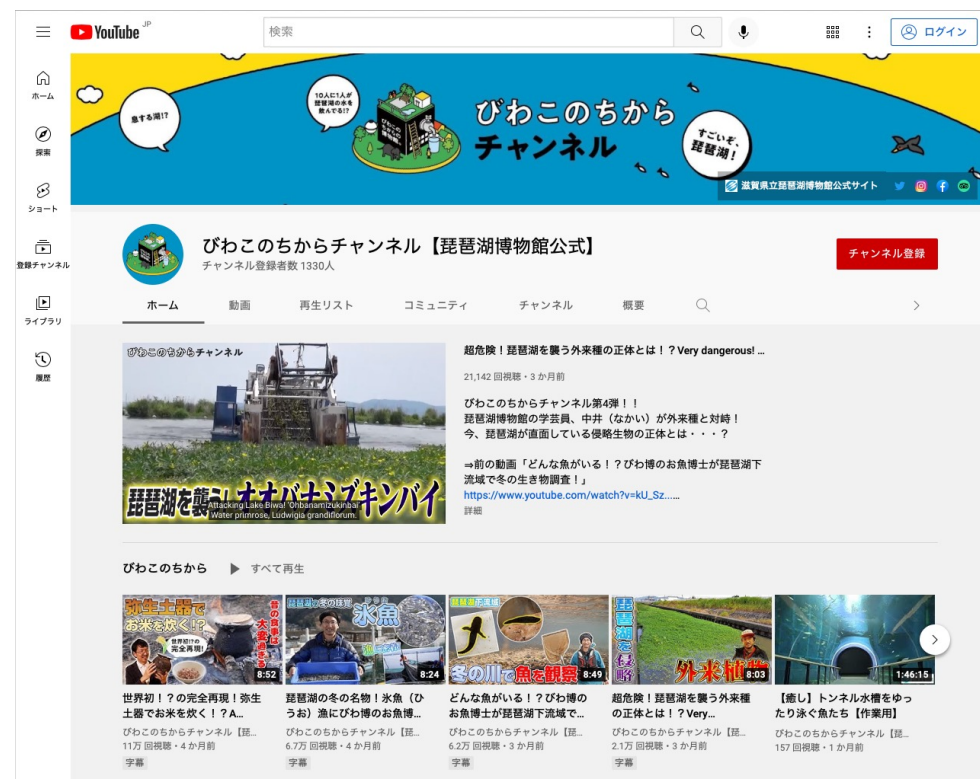 YouTube JP
検索
ログイン
ホーム
探索
ショート
登録チャンネル
ライブラリ
履歴
息する湖!?
10人に1人が
琵琶湖の水を
飲んでる!?
びわこの
ちからの
博物館
びわこのちから
チャンネル
すごいぞ、
琵琶湖!
滋賀県立琵琶湖博物館公式サイト
びわこのちからチャンネル【琵琶湖博物館公式】
チャンネル登録者数 1330人
チャンネル登録
ホーム 動画 再生リスト コミュニティ チャンネル 概要
びわこのちからチャンネル
琵琶湖を襲う! オオバナミズキンバイ
Attacking Lake Biwa! 'Ohbanamizukinbai'
Water primrose, Ludwigia grandiflorum.
超危険！琵琶湖を襲う外来種の正体とは！？Very dangerous! ...
21,142 回視聴・3 か月前
びわこのちからチャンネル第4弾！！
琵琶湖博物館の学芸員、中井（なかい）が外来種と対峙！
今、琵琶湖が直面している侵略生物の正体とは・・・？
⇒前の動画「どんな魚がいる！？びわ博のお魚博士が琵琶湖下
流域で冬の生き物調査！」
https://www.youtube.com/watch?v=kU_Sz......
詳細
びわこのちから すべて再生
弥生土器で
お米を炊く!?
昔の食事は
大変過ぎる
世界初!?の
完全再現!
8:52
世界初！？の完全再現！弥生
土器でお米を炊く！？A...
びわこのちからチャンネル【琵...
11万 回視聴・4 か月前
字幕
琵琶湖の冬の味覚
氷魚
8:24
琵琶湖の冬の名物！氷魚（ひ
うお）漁にびわ博のお魚博...
びわこのちからチャンネル【琵...
6.7万 回視聴・4 か月前
字幕
琵琶湖下流域
冬の川で魚を観察
8:49
どんな魚がいる！？びわ博の
お魚博士が琵琶湖下流域で...
びわこのちからチャンネル【琵...
6.2万 回視聴・3 か月前
字幕
琵琶湖を侵略
外来植物
8:03
超危険！琵琶湖を襲う外来種
の正体とは！？Very...
びわこのちからチャンネル【琵...
2.1万 回視聴・3 か月前
字幕
1:46:15
【癒し】トンネル水槽をゆっ
たり泳ぐ魚たち【作業用】
びわこのちからチャンネル【琵...
157 回視聴・1 か月前